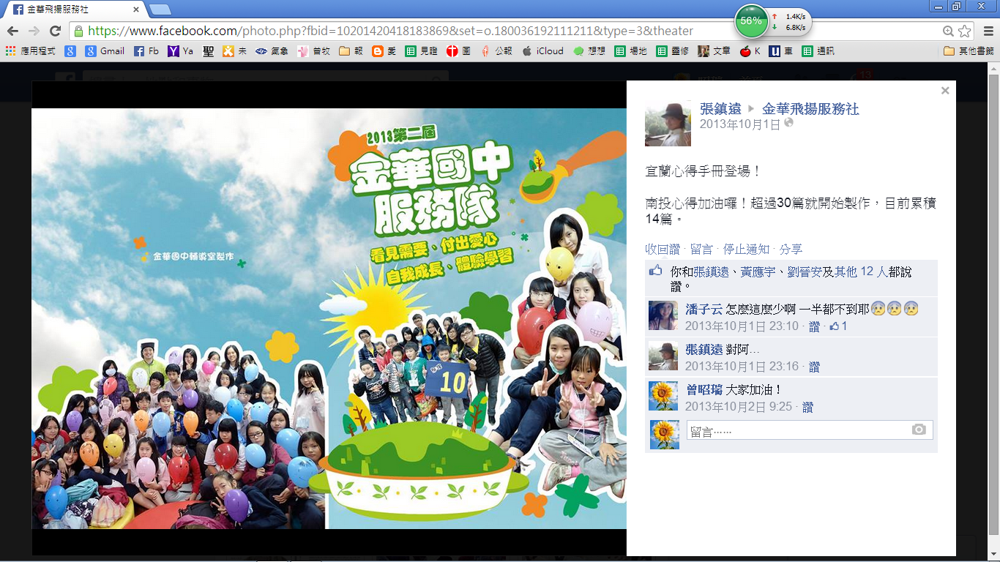 金華飛揚服務社
56%
1.4K/s
6.8K/s
https://www.facebook.com/photo.php?fbid=10201420418183869&set=o.180036192111211&type=3&theater
應用程式 Gmail Fb Ya 聖 未 氣象 首牧 報 愛 見證 圖 公報 iCloud 想想 場地 靈修 文章 K 車 通訊 其他書籤
13
2013第二屆
金華國中
服務隊
看見需要、付出愛心
自我成長、體驗學習
金華國中輔導室製作
10
張鎮遠 金華飛揚服務社
2013年10月1日
宜蘭心得手冊登場！
南投心得加油囉！超過30篇就開始製作，目前累積
14篇。
收回讚 · 留言 · 停止通知 · 分享
你和張鎮遠、黃應宇、劉晉安及其他 12 人都說
讚。
潘子云 怎麼這麼少啊 一半都不到耶
2013年10月1日 23:10 · 讚 · 1
張鎮遠 對阿...
2013年10月1日 23:16 · 讚
曾昭瑞 大家加油！
2013年10月2日 9:25 · 讚
留言……